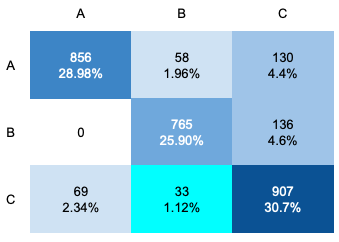 A B C
A 856 58 130
28.98% 1.96% 4.4%
B 0 765 136
25.90% 4.6%
C 69 33 907
2.34% 1.12% 30.7%